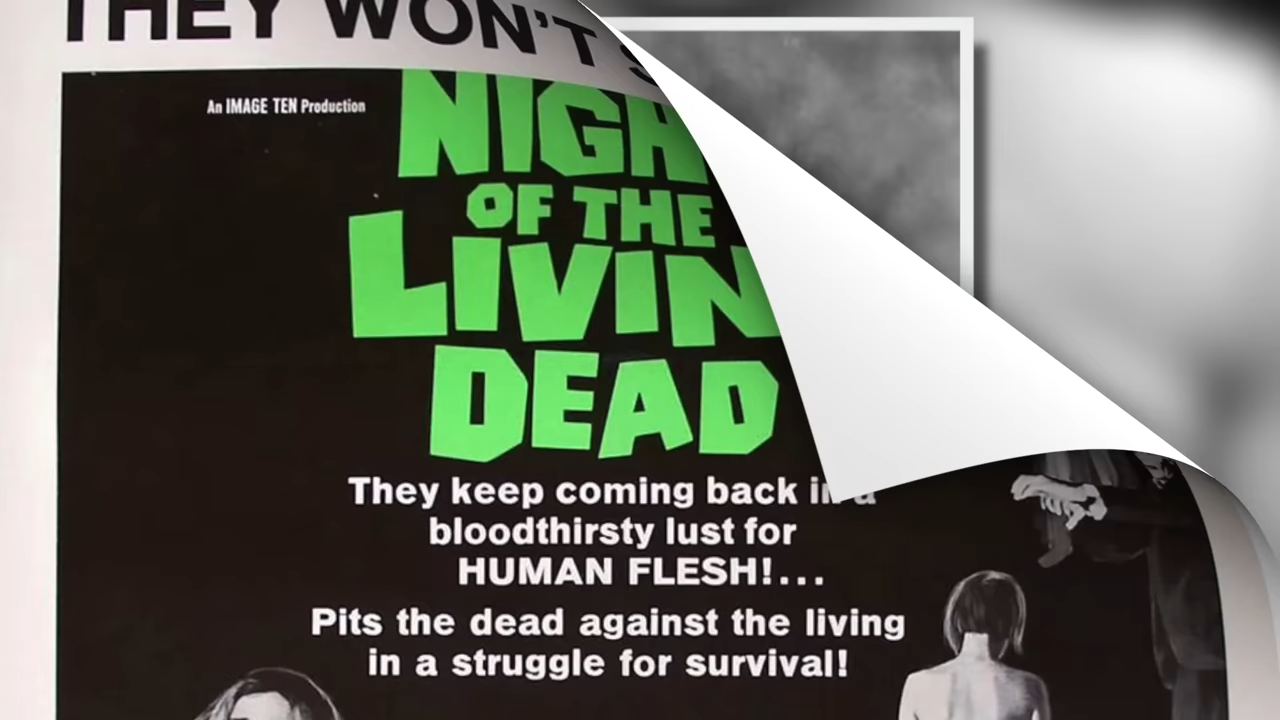 THEY WON'T S
An IMAGE TEN Production
NIGH
OF THE
LIVIN
DEAD
They keep coming back in a
bloodthirsty lust for
HUMAN FLESH!...
Pits the dead against the living
in a struggle for survival!